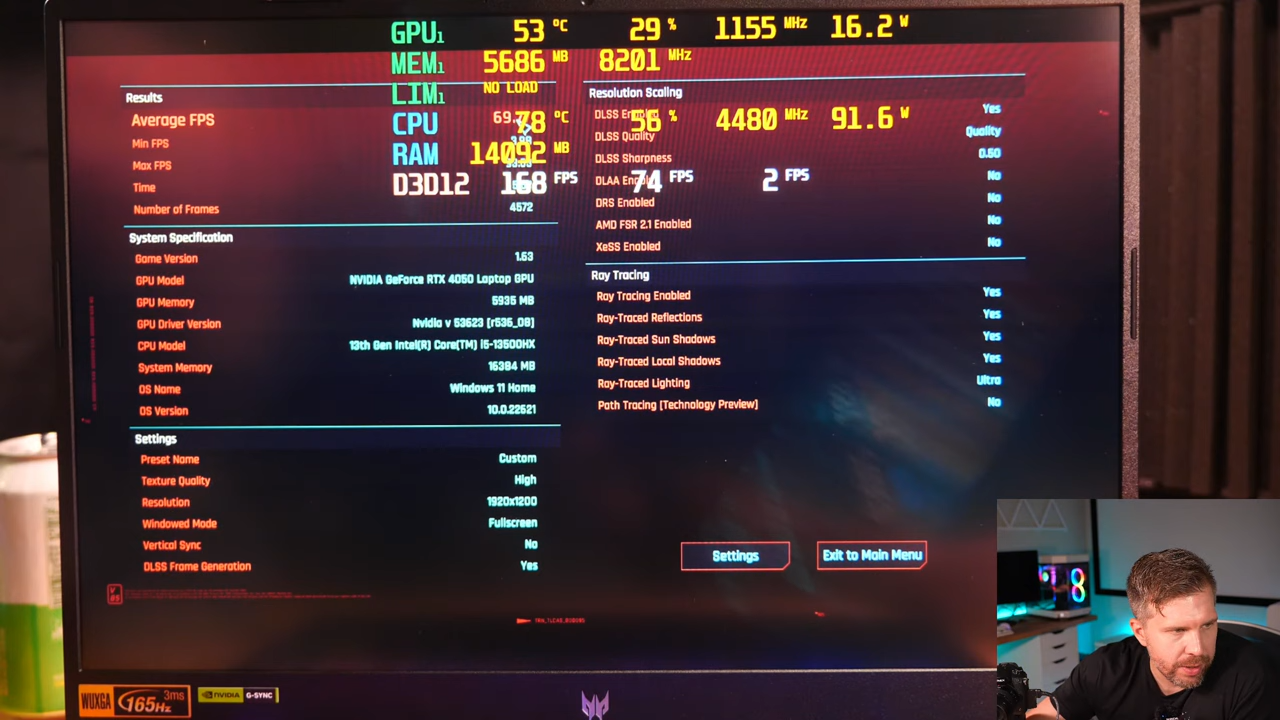 GPU1 53 °C 29 % 1155 MHz 16.2 W
MEM1 5686 MB 8201 MHz
LIM1 NO LOAD
CPU 78 °C 56 % 4480 MHz 91.6 W
RAM 14092 MB
D3D12 168 FPS 74 FPS 2 FPS
Results
Average FPS 69.
Min FPS
Max FPS
Time
Number of Frames 4572
System Specification
Game Version 1.63
GPU Model NVIDIA GeForce RTX 4050 Laptop GPU
GPU Memory 5935 MB
GPU Driver Version Nvidia v 53623 [r536_09]
CPU Model 13th Gen Intel(R) Core(TM) i5-13500HX
System Memory 16384 MB
OS Name Windows 11 Home
OS Version 10.0.22621
Settings
Preset Name Custom
Texture Quality High
Resolution 1920x1200
Windowed Mode Fullscreen
Vertical Sync No
DLSS Frame Generation Yes
Resolution Scaling
DLSS Yes
DLSS Quality Quality
DLSS Sharpness 0.50
DLAA No
DRS Enabled No
AMD FSR 2.1 Enabled No
XeSS Enabled No
Ray Tracing
Ray Tracing Enabled Yes
Ray-Traced Reflections Yes
Ray-Traced Sun Shadows Yes
Ray-Traced Local Shadows Yes
Ray-Traced Lighting Ultra
Path Tracing [Technology Preview] No
Settings
Exit to Main Menu
V
85
WUXGA 165Hz 3ms
NVIDIA G-SYNC